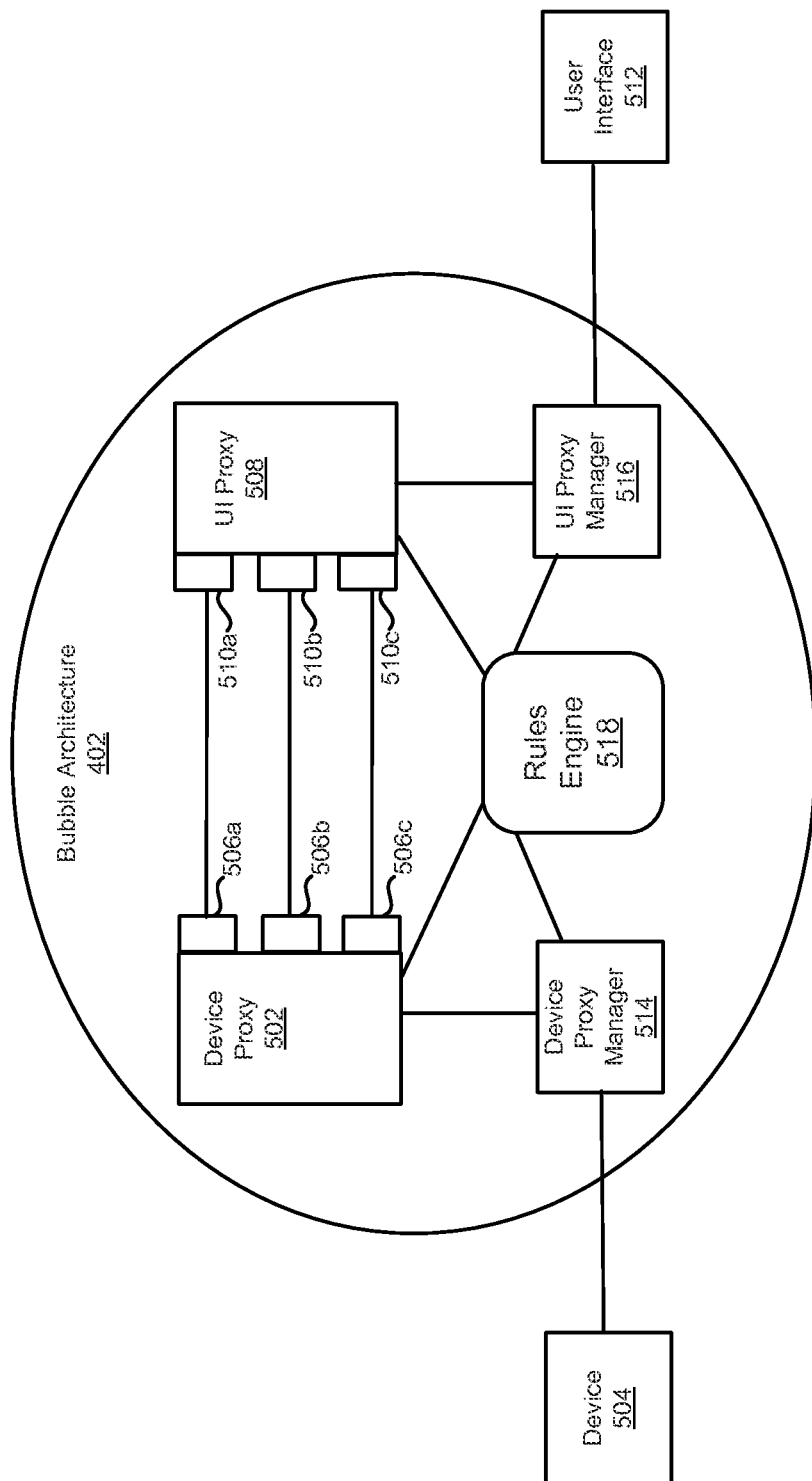 Bubble Architecture
402
Device
Proxy
502
506a
506b
506c
510a
510b
510c
UI Proxy
508
Rules
Engine
518
Device
504
Device
Proxy
Manager
514
UI Proxy
Manager
516
User
Interface
512